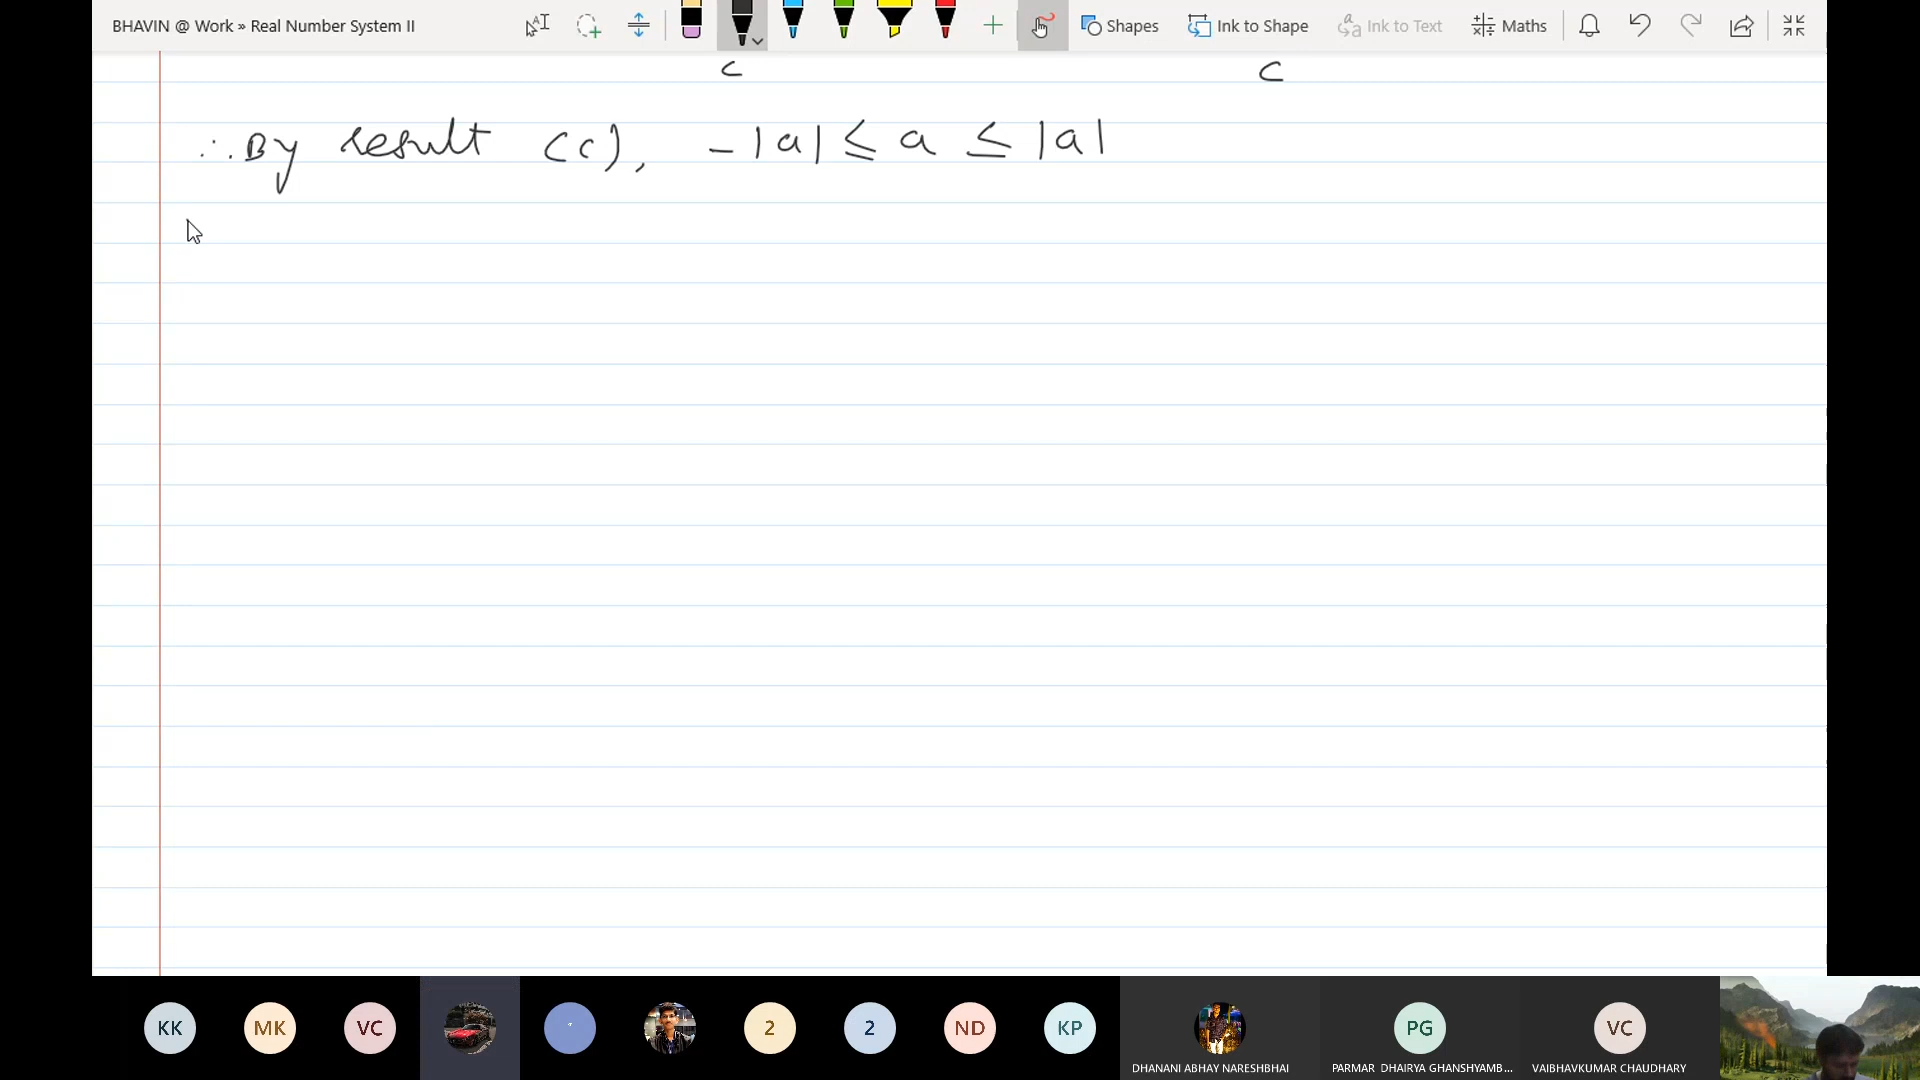 BHAVIN @ Work » Real Number System II
Shapes
Ink to Shape
Ink to Text
Maths
c c
∴ By result (c), -|a| ≤ a ≤ |a|
KK MK VC 2 2 ND KP PG VC
DHANANI ABHAY NARESHBHAI
PARMAR DHAIRYA GHANSHYAMB...
VAIBHAVKUMAR CHAUDHARY